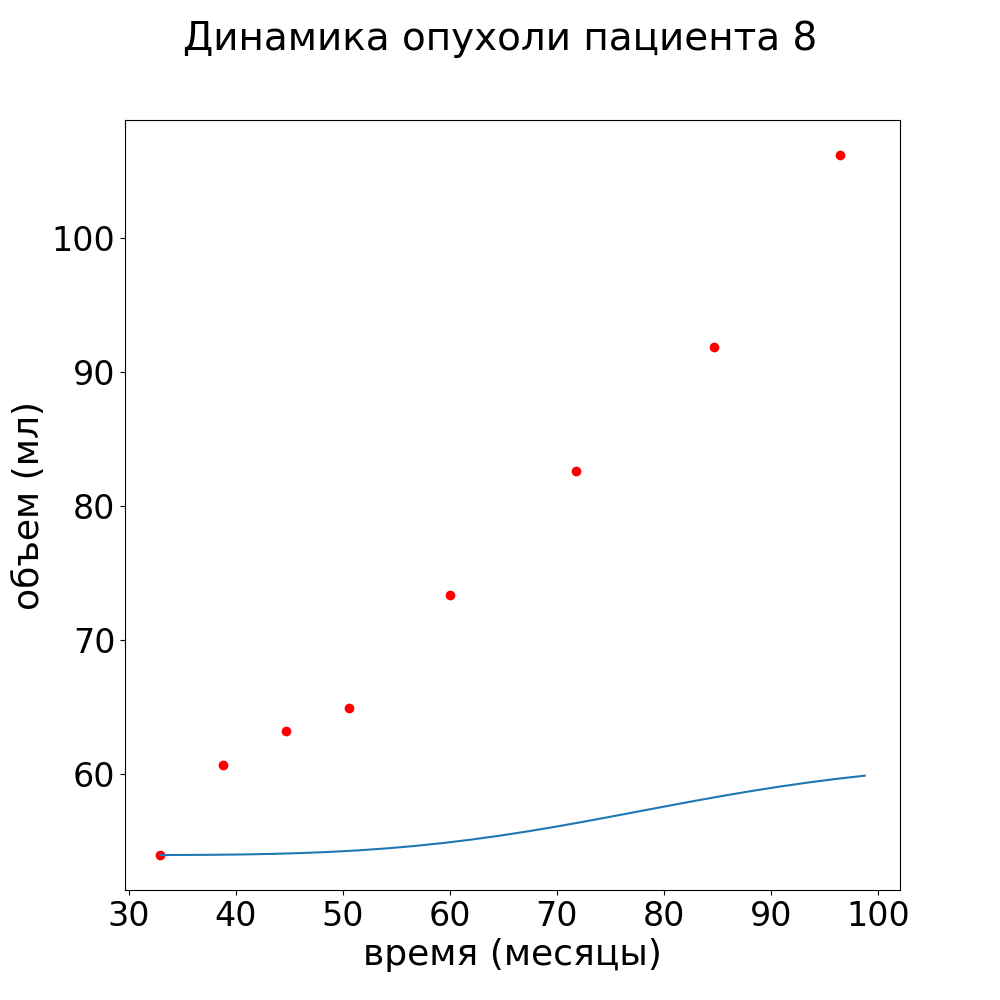 Динамика опухоли пациента 8
объем (мл)
100
90
80
70
60
30 40 50 60 70 80 90 100
время (месяцы)